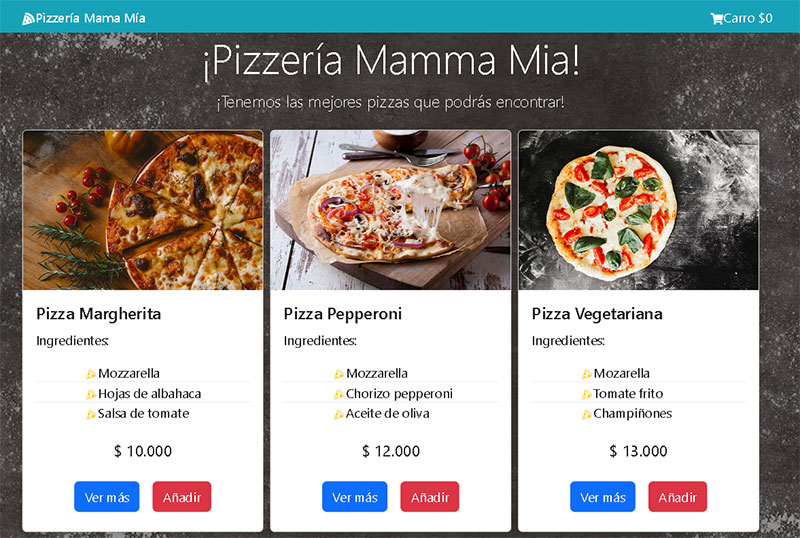 Pizzería Mama Mía
Carro $0
¡Pizzería Mamma Mia!
¡Tenemos las mejores pizzas que podrás encontrar!
Pizza Margherita
Ingredientes:
Mozzarella
Hojas de albahaca
Salsa de tomate
$ 10.000
Ver más
Añadir
Pizza Pepperoni
Ingredientes:
Mozzarella
Chorizo pepperoni
Aceite de oliva
$ 12.000
Ver más
Añadir
Pizza Vegetariana
Ingredientes:
Mozarella
Tomate frito
Champiñones
$ 13.000
Ver más
Añadir